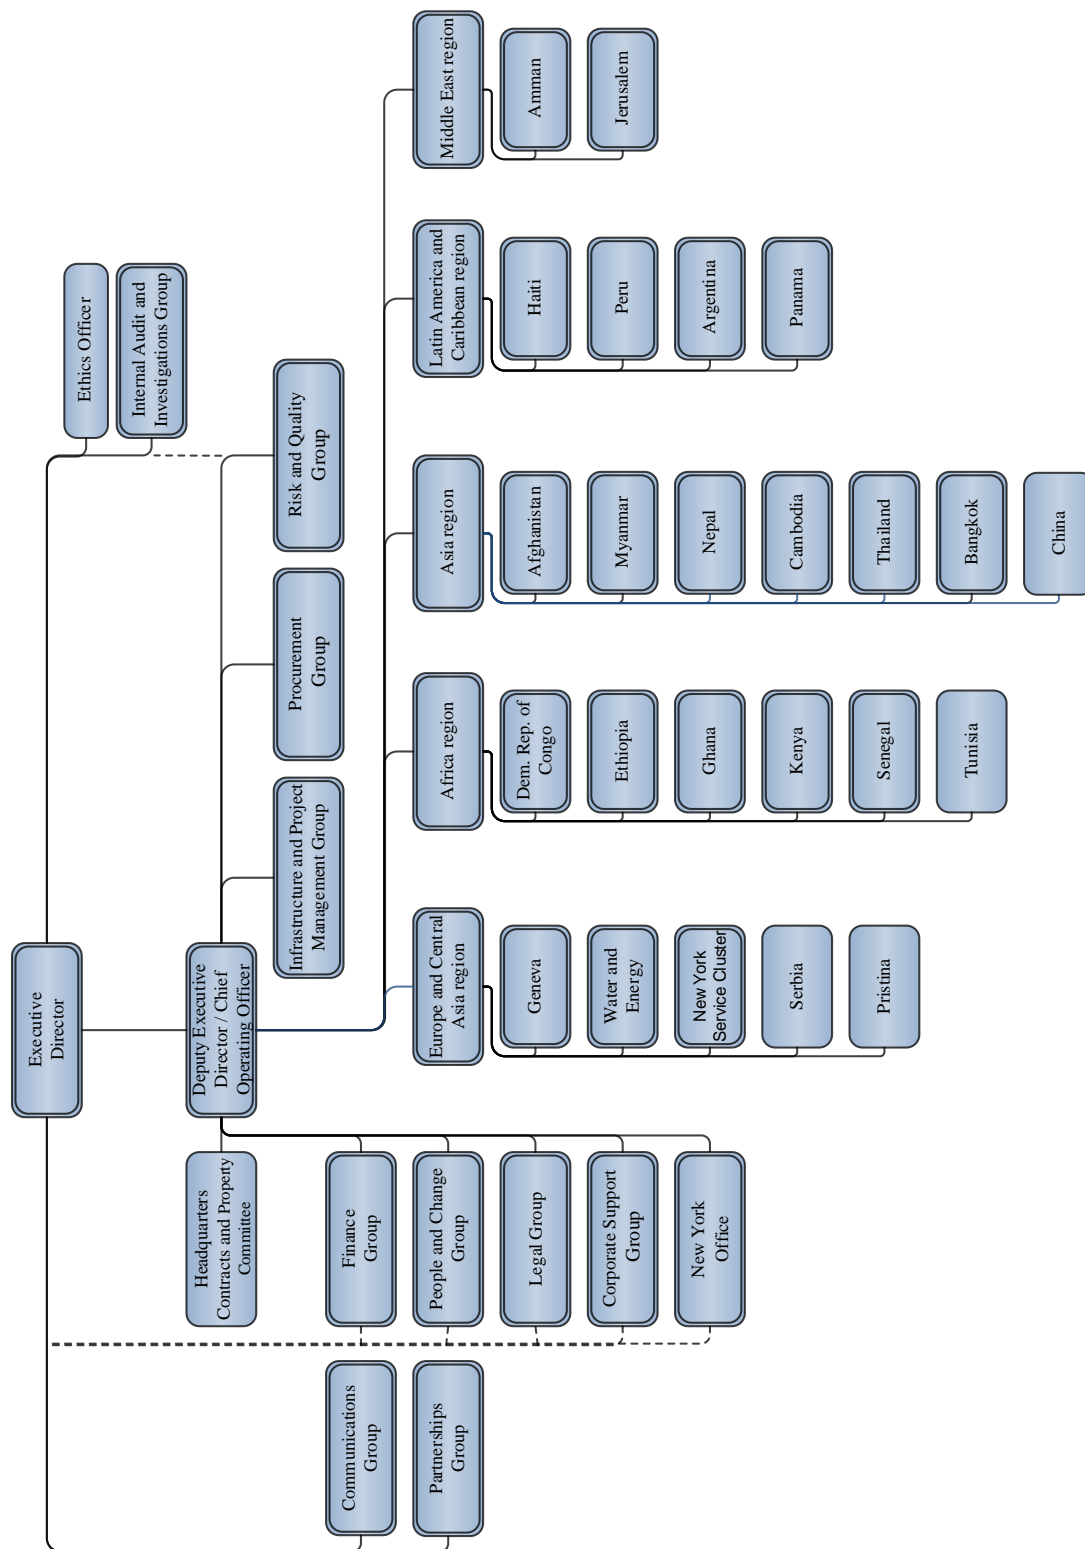 Executive
Director
Ethics Officer
Internal Audit and
Investigations Group
Deputy Executive
Director / Chief
Operating Officer
Headquarters
Contracts and Property
Committee
Infrastructure and Project
Management Group
Procurement
Group
Risk and Quality
Group
Communications
Group
Partnerships
Group
Finance
Group
People and Change
Group
Legal Group
Corporate Support
Group
New York
Office
Europe and Central
Asia region
Geneva
Water and
Energy
New York
Service Cluster
Serbia
Pristina
Africa region
Dem. Rep. of
Congo
Ethiopia
Ghana
Kenya
Senegal
Tunisia
Asia region
Afghanistan
Myanmar
Nepal
Cambodia
Thailand
Bangkok
China
Latin America and
Caribbean region
Haiti
Peru
Argentina
Panama
Middle East region
Amman
Jerusalem